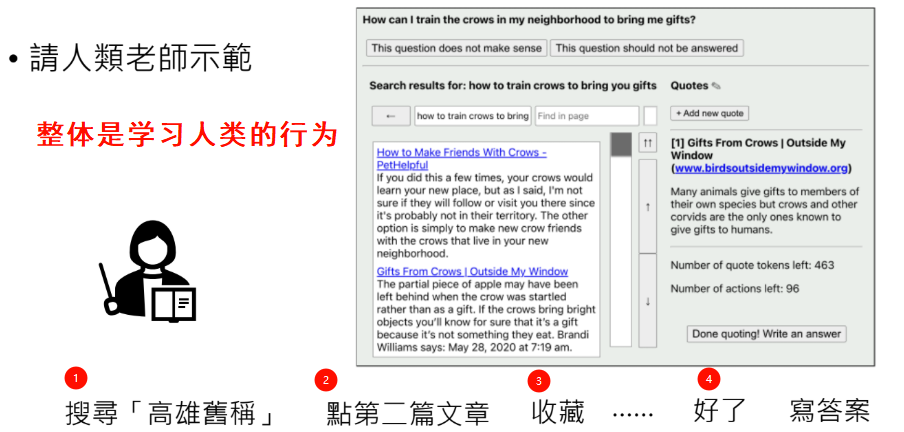 • 請人類老師示範
整体是学习人类的行为
How can I train the crows in my neighborhood to bring me gifts?
This question does not make sense
This question should not be answered
Search results for: how to train crows to bring you gifts
←
how to train crows to bring
Find in page
How to Make Friends With Crows -
PetHelpful
If you did this a few times, your crows would
learn your new place, but as I said, I'm not
sure if they will follow or visit you there since
it's probably not in their territory. The other
option is simply to make new crow friends
with the crows that live in your new
neighborhood.
Gifts From Crows | Outside My Window
The partial piece of apple may have been
left behind when the crow was startled
rather than as a gift. If the crows bring bright
objects you'll know for sure that it's a gift
because it's not something they eat. Brandi
Williams says: May 28, 2020 at 7:19 am.
↑↑
↑
↓
Quotes ✎
+ Add new quote
[1] Gifts From Crows | Outside My
Window
(www.birdsoutsidemywindow.org)
Many animals give gifts to members of
their own species but crows and other
corvids are the only ones known to
give gifts to humans.
Number of quote tokens left: 463
Number of actions left: 96
Done quoting! Write an answer
1
搜尋「高雄舊稱」
2
點第二篇文章
3
收藏
……
4
好了
寫答案